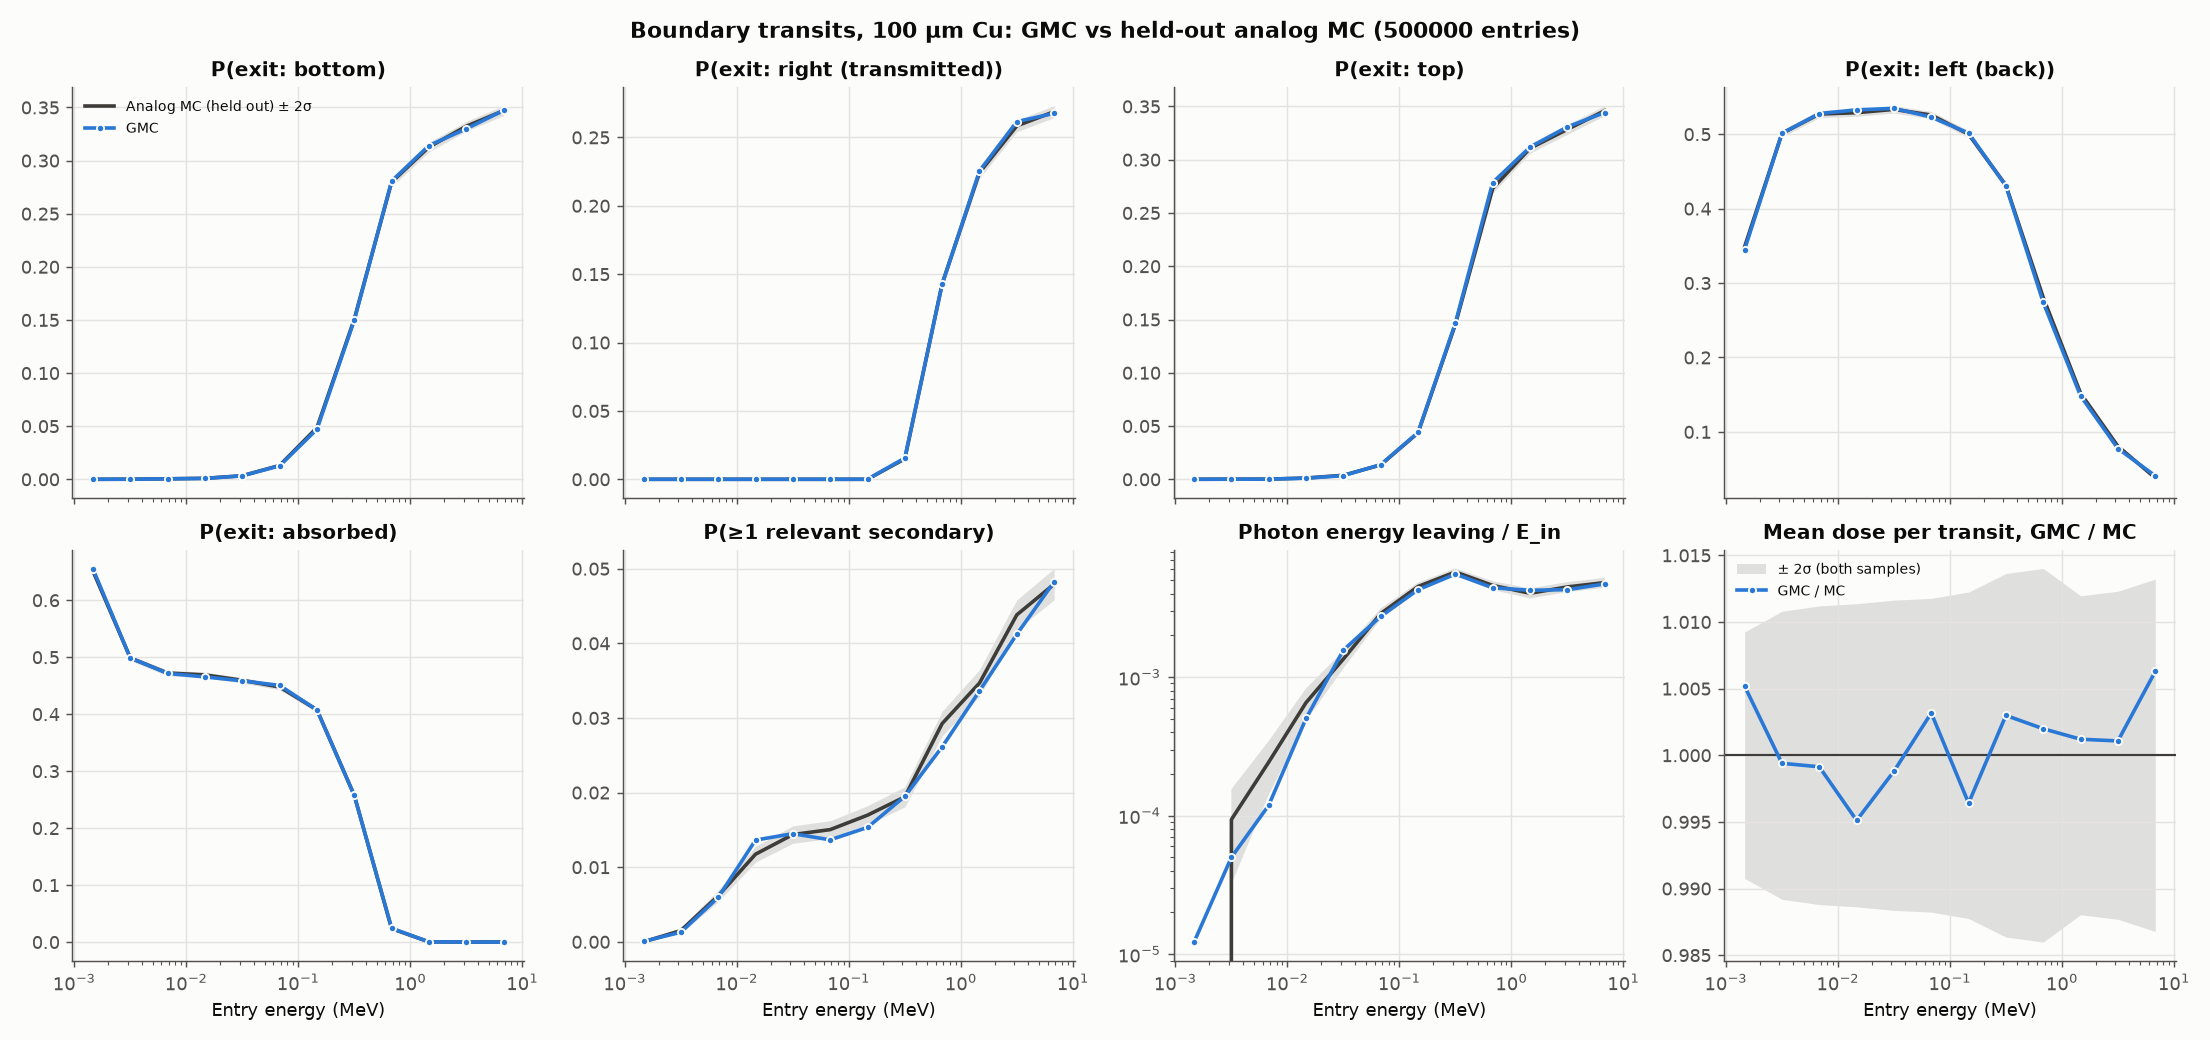 Boundary transits, 100 µm Cu: GMC vs held-out analog MC (500000 entries)
P(exit: bottom)
0.35
0.30
0.25
0.20
0.15
0.10
0.05
0.00
Analog MC (held out) ± 2σ
GMC
P(exit: right (transmitted))
0.25
0.20
0.15
0.10
0.05
0.00
P(exit: top)
0.35
0.30
0.25
0.20
0.15
0.10
0.05
0.00
P(exit: left (back))
0.5
0.4
0.3
0.2
0.1
P(exit: absorbed)
0.6
0.5
0.4
0.3
0.2
0.1
0.0
10⁻³ 10⁻² 10⁻¹ 10⁰ 10¹
Entry energy (MeV)
P(≥1 relevant secondary)
0.05
0.04
0.03
0.02
0.01
0.00
10⁻³ 10⁻² 10⁻¹ 10⁰ 10¹
Entry energy (MeV)
Photon energy leaving / E_in
10⁻³
10⁻⁴
10⁻⁵
10⁻³ 10⁻² 10⁻¹ 10⁰ 10¹
Entry energy (MeV)
Mean dose per transit, GMC / MC
1.015
1.010
1.005
1.000
0.995
0.990
0.985
± 2σ (both samples)
GMC / MC
10⁻³ 10⁻² 10⁻¹ 10⁰ 10¹
Entry energy (MeV)